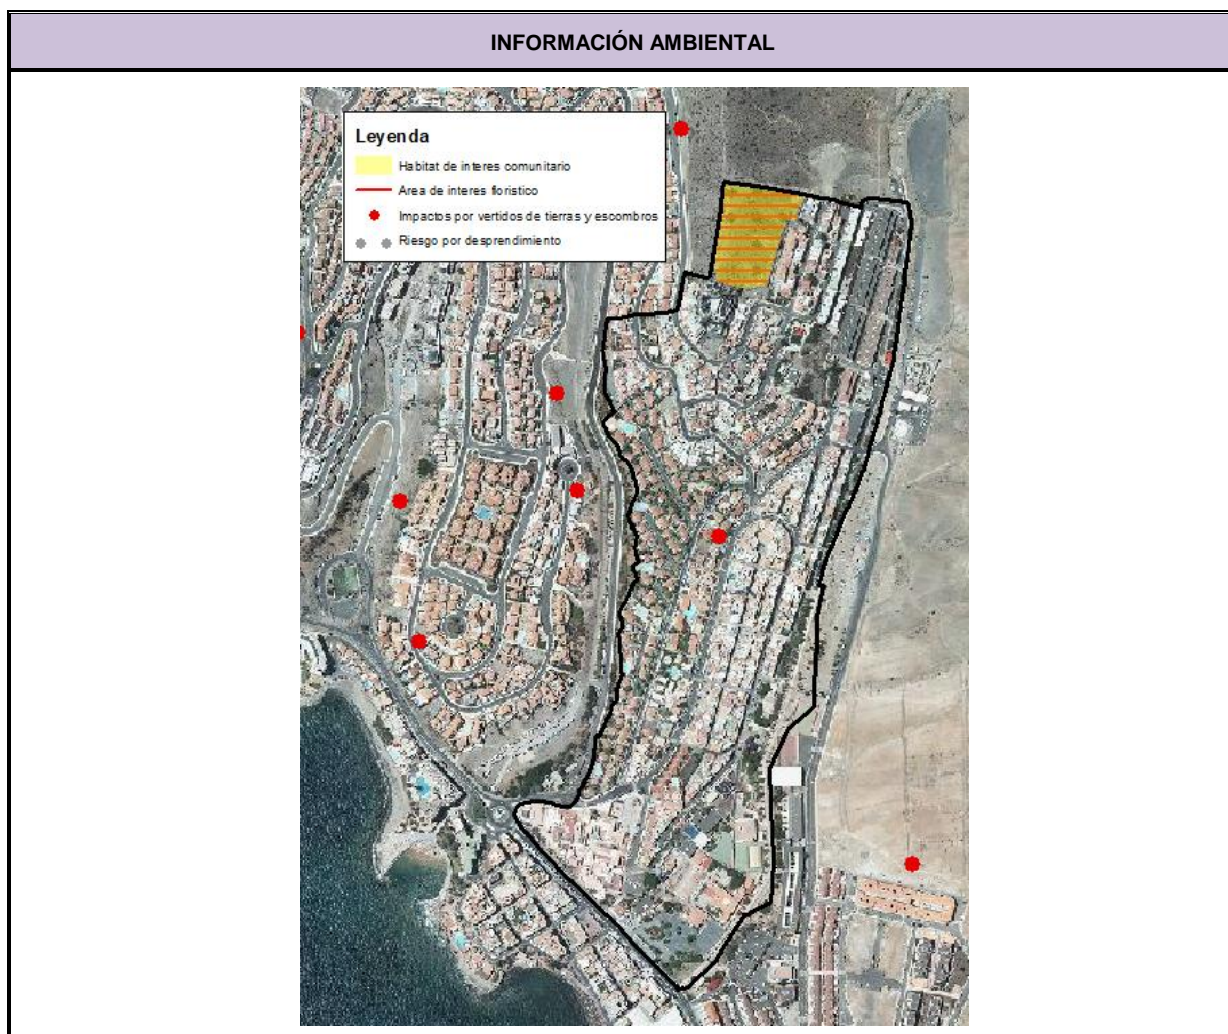 INFORMACIÓN AMBIENTAL
Leyenda
Habitat de interes comunitario
Area de interes floristico
Impactos por vertidos de tierras y escombros
Riesgo por desprendimiento